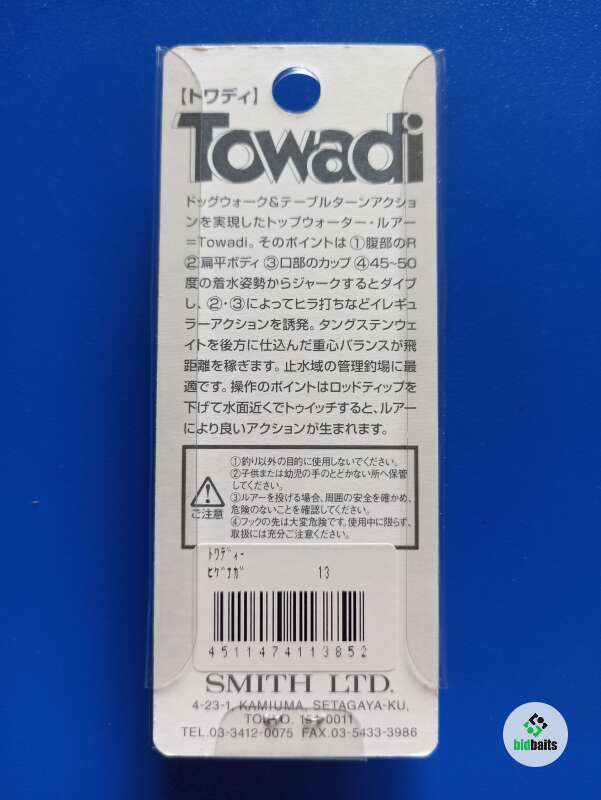 【トワディ】
Towadi
ドッグウォーク&テーブルターンアクショ
ンを実現したトップウォーター・ルアー
=Towadi。そのポイントは①腹部のR
②扁平ボディ③口部のカップ④45~50
度の着水姿勢からジャークするとダイブ
し、②・③によってヒラ打ちなどイレギュ
ラーアクションを誘発。タングステンウェ
イトを後方に仕込んだ重心バランスが飛
距離を稼ぎます。止水域の管理釣場に最
適です。操作のポイントはロッドティップを
下げて水面近くでトゥイッチすると、ルアー
により良いアクションが生まれます。
ご注意
①釣り以外の目的に使用しないでください。
②子供または幼児の手のとどかない所へ保管
してください。
③ルアーを投げる場合、周囲の安全を確かめ、
危険のないことを確認してください。
④フックの先は大変危険です。使用中に限らず、
取扱には充分ご注意ください。
トワディー
ヒゲナガ 13
4511474113852
SMITH LTD.
4-23-1, KAMIUMA, SETAGAYA-KU,
TOKYO. 154-0011
TEL.03-3412-0075 FAX.03-5433-3986
bidbaits